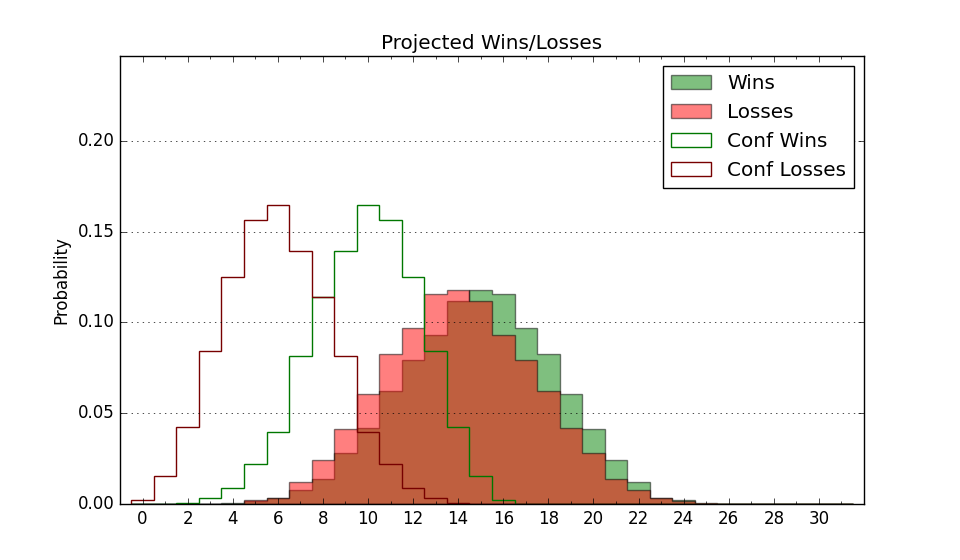 Projected Wins/Losses
Wins
Losses
Conf Wins
Conf Losses
Probability
0.20
0.15
0.10
0.05
0.00
0 2 4 6 8 10 12 14 16 18 20 22 24 26 28 30